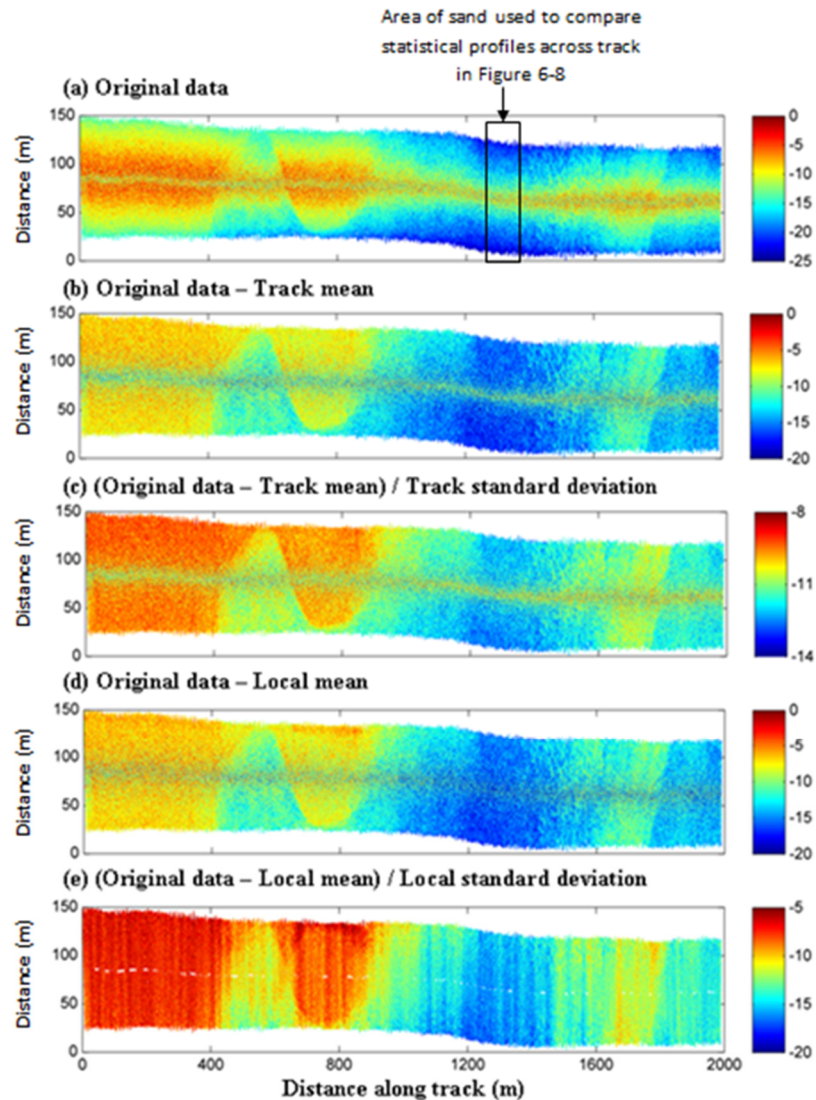 Area of sand used to compare
statistical profiles across track
in Figure 6-8
(a) Original data
Distance (m)
150
100
50
0
0
-5
-10
-15
-20
-25
(b) Original data – Track mean
Distance (m)
150
100
50
0
0
-5
-10
-15
-20
(c) (Original data – Track mean) / Track standard deviation
Distance (m)
150
100
50
0
-8
-11
-14
(d) Original data – Local mean
Distance (m)
150
100
50
0
0
-5
-10
-15
-20
(e) (Original data – Local mean) / Local standard deviation
Distance (m)
150
100
50
0
-5
-10
-15
-20
0 400 800 1200 1600 2000
Distance along track (m)